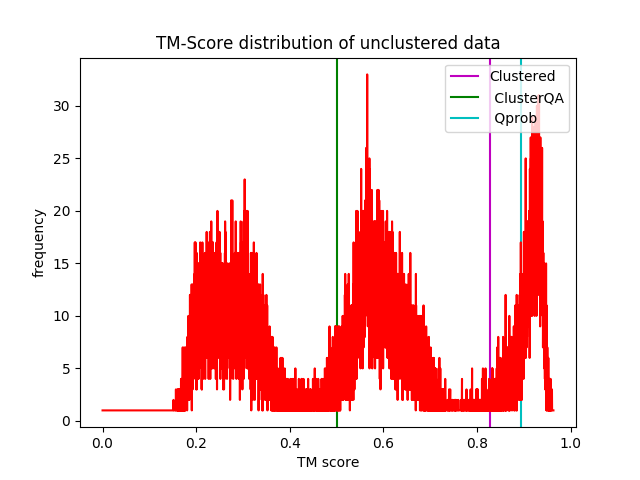 TM-Score distribution of unclustered data
Clustered
ClusterQA
Qprob
frequency
30
25
20
15
10
5
0
0.0 0.2 0.4 0.6 0.8 1.0
TM score